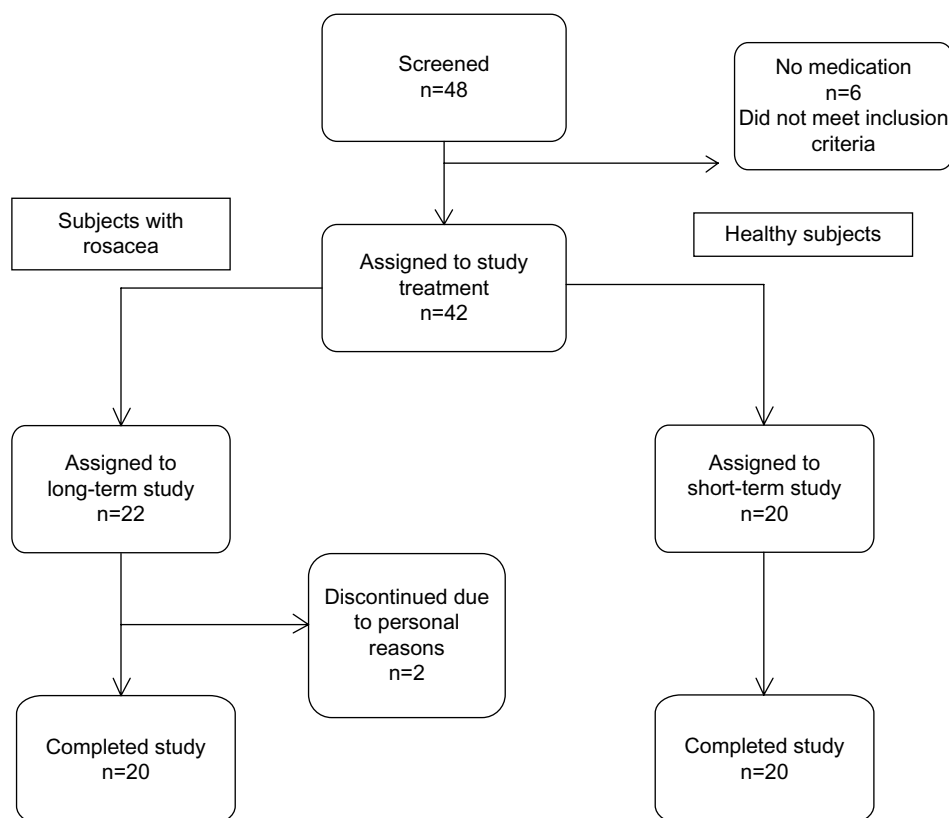 Screened
n=48
No medication
n=6
Did not meet inclusion
criteria
Subjects with
rosacea
Healthy subjects
Assigned to study
treatment
n=42
Assigned to
long-term study
n=22
Assigned to
short-term study
n=20
Discontinued due
to personal
reasons
n=2
Completed study
n=20
Completed study
n=20